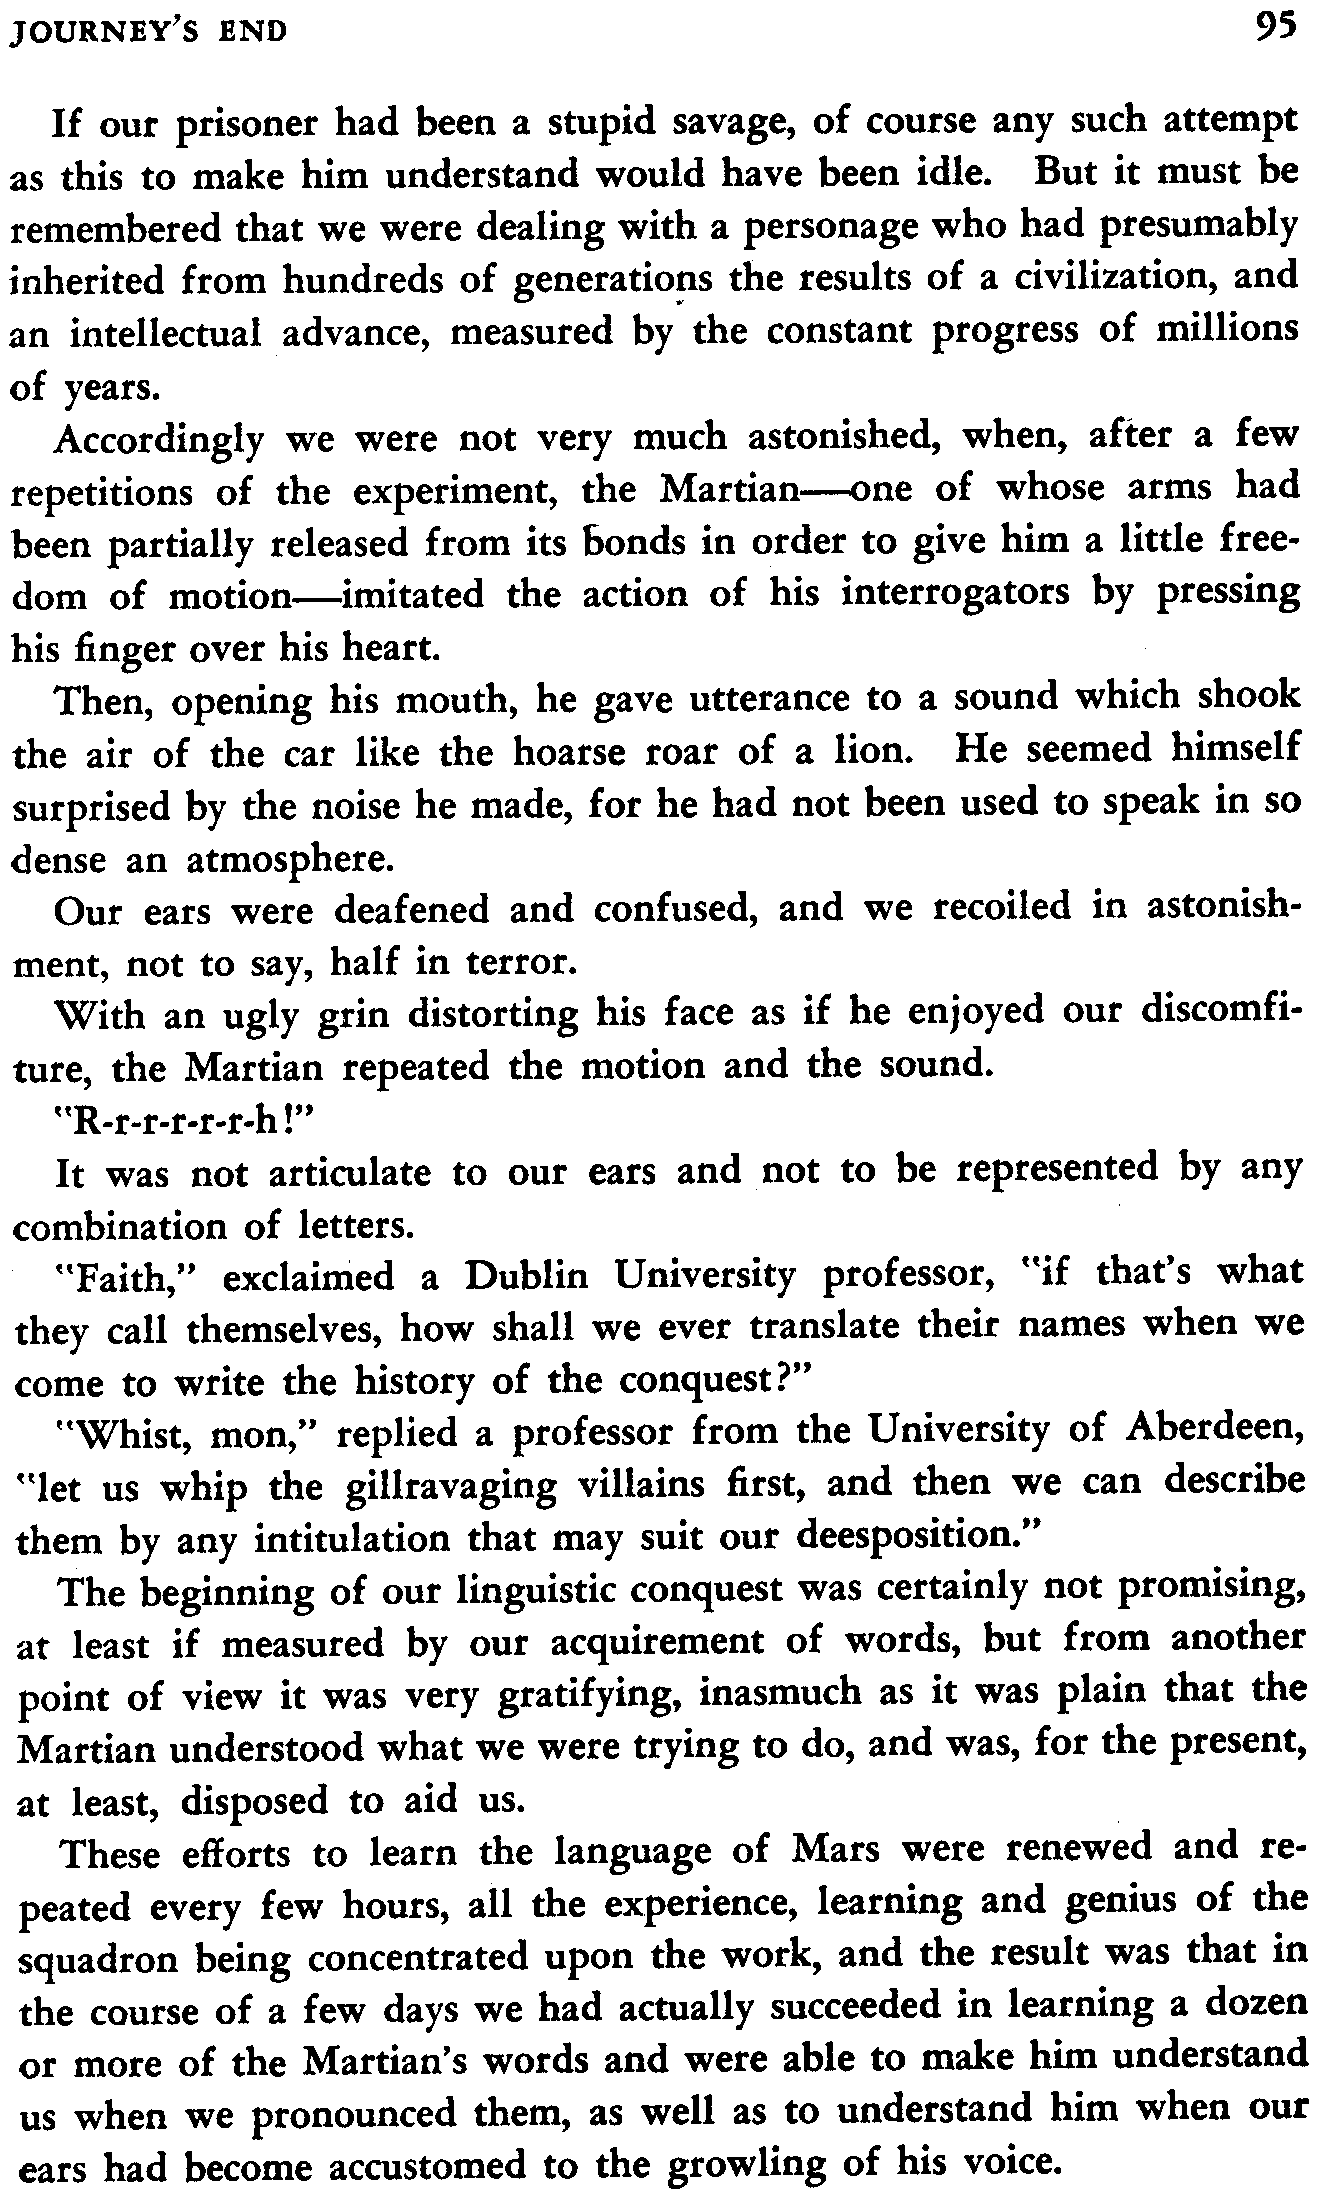 JOURNEY'S END 95
If our prisoner had been a stupid savage, of course any such attempt
as this to make him understand would have been idle. But it must be
remembered that we were dealing with a personage who had presumably
inherited from hundreds of generations the results of a civilization, and
an intellectual advance, measured by the constant progress of millions
of years.
Accordingly we were not very much astonished, when, after a few
repetitions of the experiment, the Martian—one of whose arms had
been partially released from its bonds in order to give him a little free-
dom of motion—imitated the action of his interrogators by pressing
his finger over his heart.
Then, opening his mouth, he gave utterance to a sound which shook
the air of the car like the hoarse roar of a lion. He seemed himself
surprised by the noise he made, for he had not been used to speak in so
dense an atmosphere.
Our ears were deafened and confused, and we recoiled in astonish-
ment, not to say, half in terror.
With an ugly grin distorting his face as if he enjoyed our discomfi-
ture, the Martian repeated the motion and the sound.
"R-r-r-r-r-r-h!"
It was not articulate to our ears and not to be represented by any
combination of letters.
"Faith," exclaimed a Dublin University professor, "if that's what
they call themselves, how shall we ever translate their names when we
come to write the history of the conquest?"
"Whist, mon," replied a professor from the University of Aberdeen,
"let us whip the gillravaging villains first, and then we can describe
them by any intitulation that may suit our deesposition."
The beginning of our linguistic conquest was certainly not promising,
at least if measured by our acquirement of words, but from another
point of view it was very gratifying, inasmuch as it was plain that the
Martian understood what we were trying to do, and was, for the present,
at least, disposed to aid us.
These efforts to learn the language of Mars were renewed and re-
peated every few hours, all the experience, learning and genius of the
squadron being concentrated upon the work, and the result was that in
the course of a few days we had actually succeeded in learning a dozen
or more of the Martian's words and were able to make him understand
us when we pronounced them, as well as to understand him when our
ears had become accustomed to the growling of his voice.